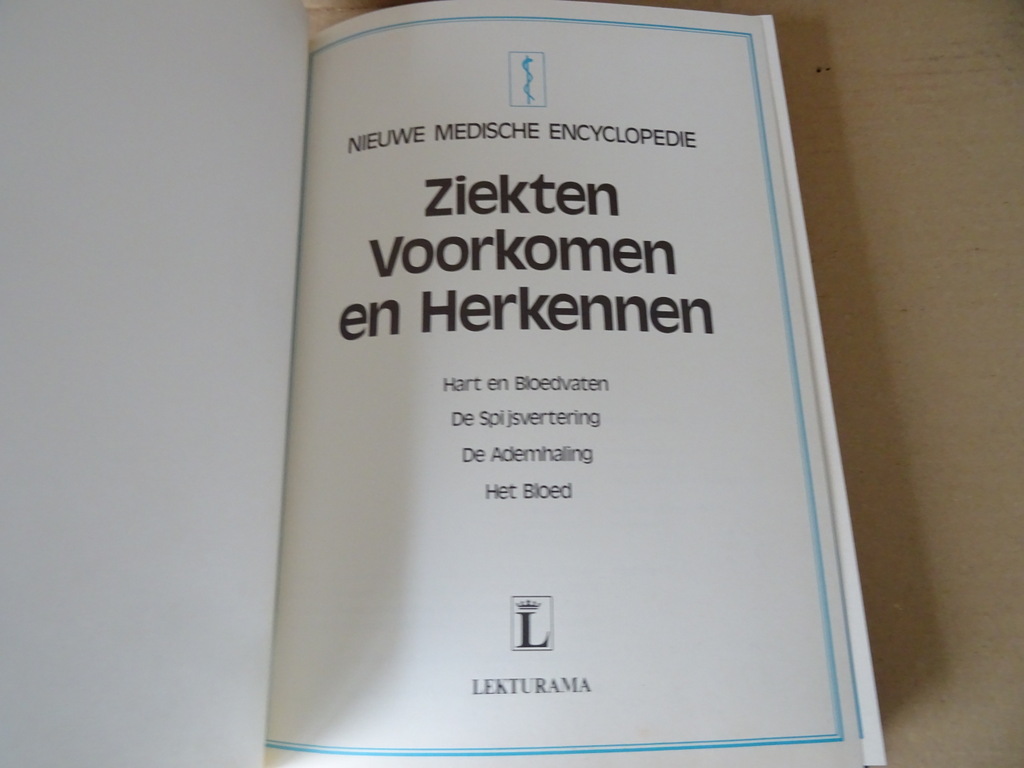 NIEUWE MEDISCHE ENCYCLOPEDIE
Ziekten
Voorkomen
en Herkennen
Hart en Bloedvaten
De Spijsvertering
De Ademhaling
Het Bloed
L
LEKTURAMA